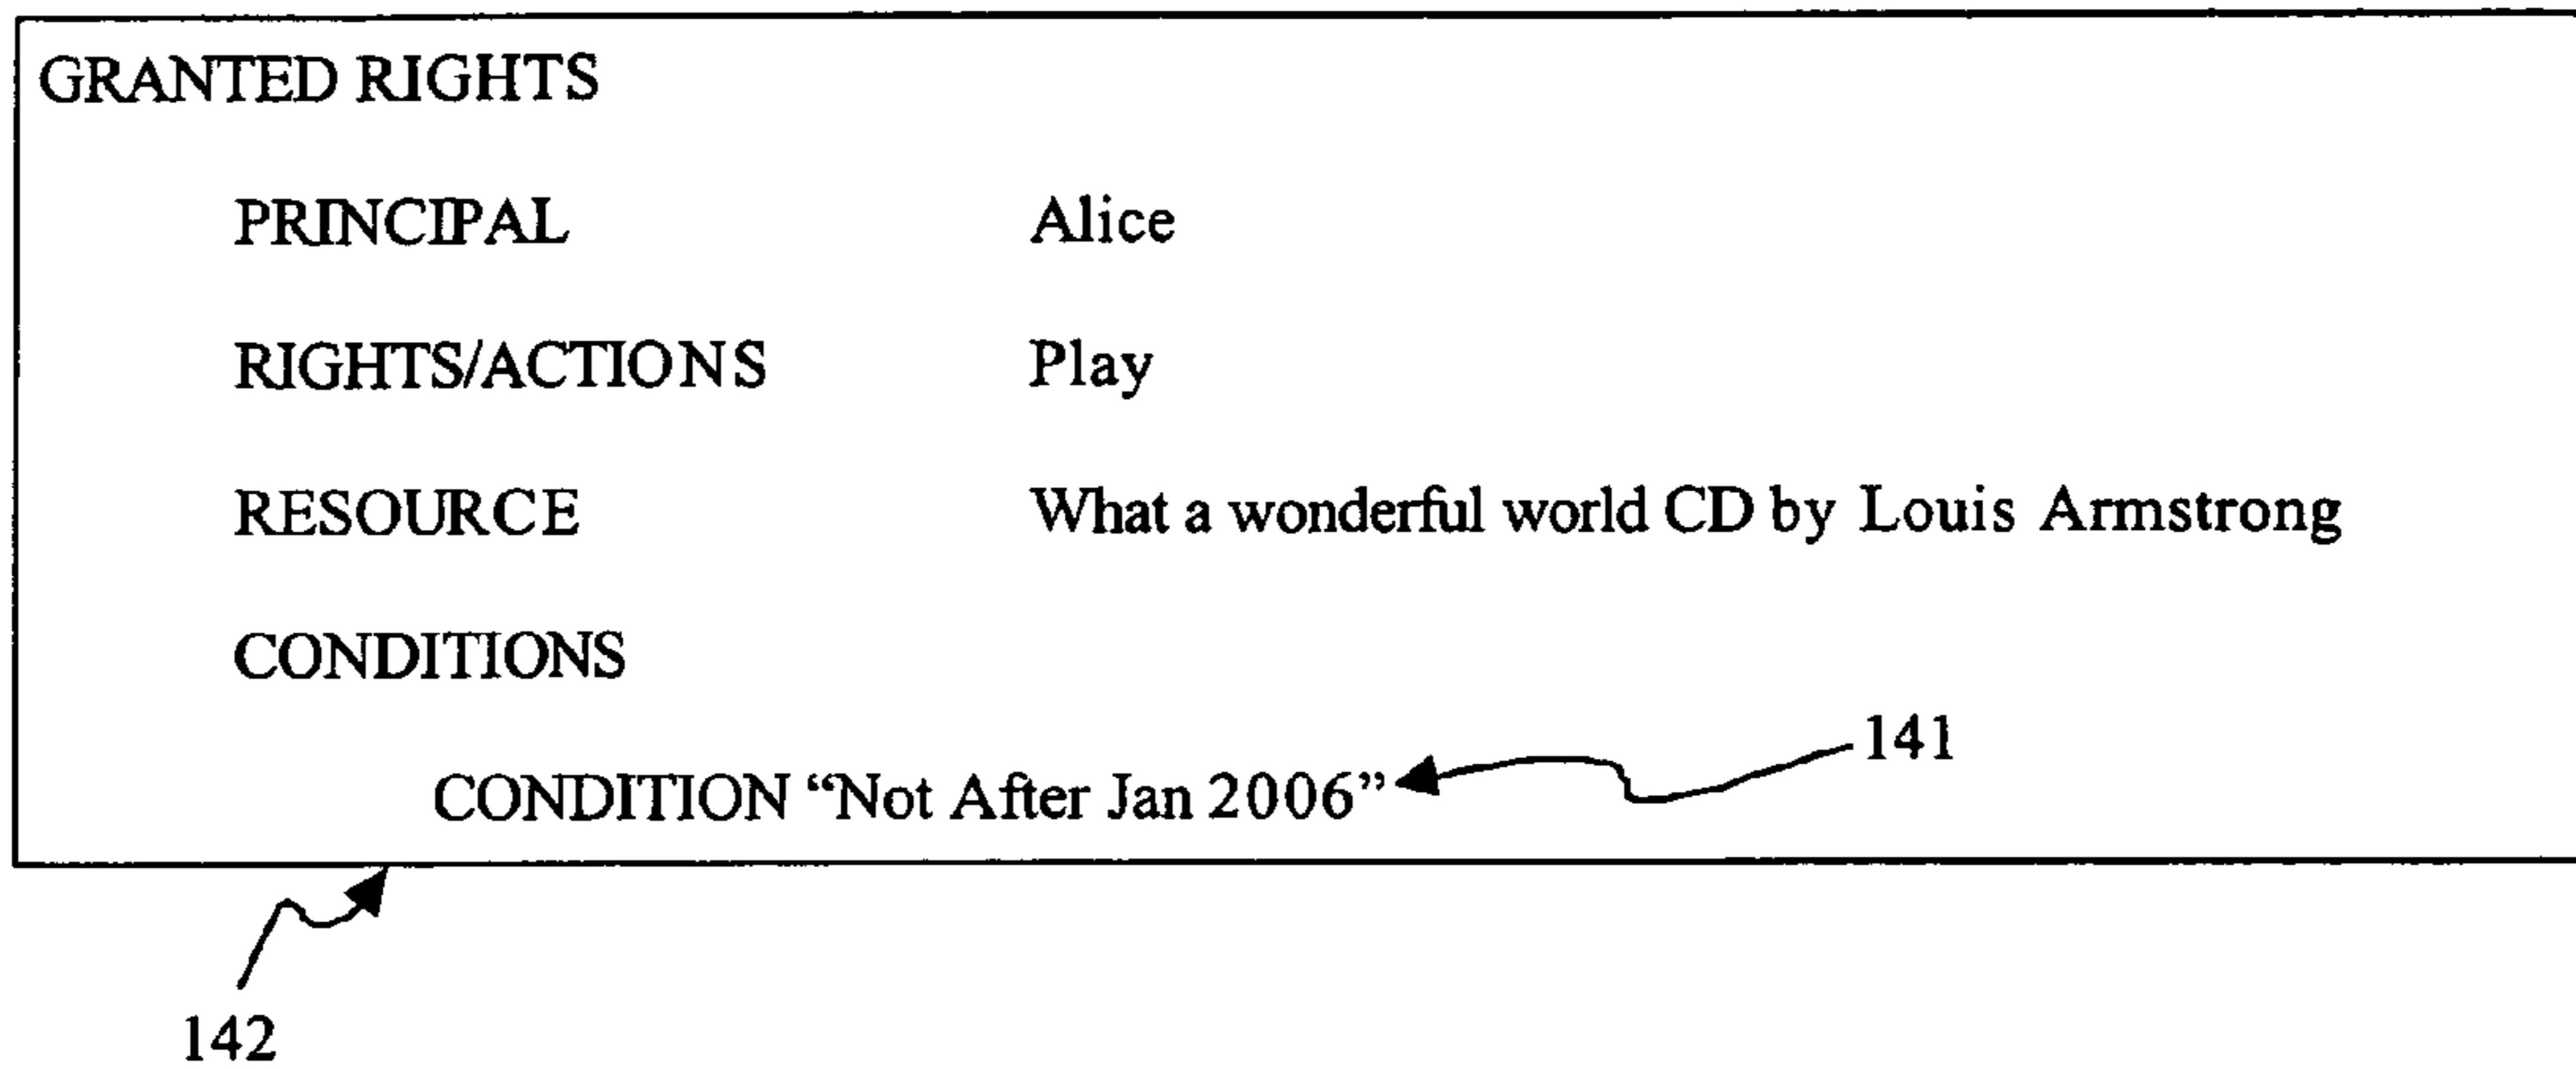 GRANTED RIGHTS
PRINCIPAL Alice
RIGHTS/ACTIONS Play
RESOURCE What a wonderful world CD by Louis Armstrong
CONDITIONS
141
CONDITION “Not After Jan 2006”
142